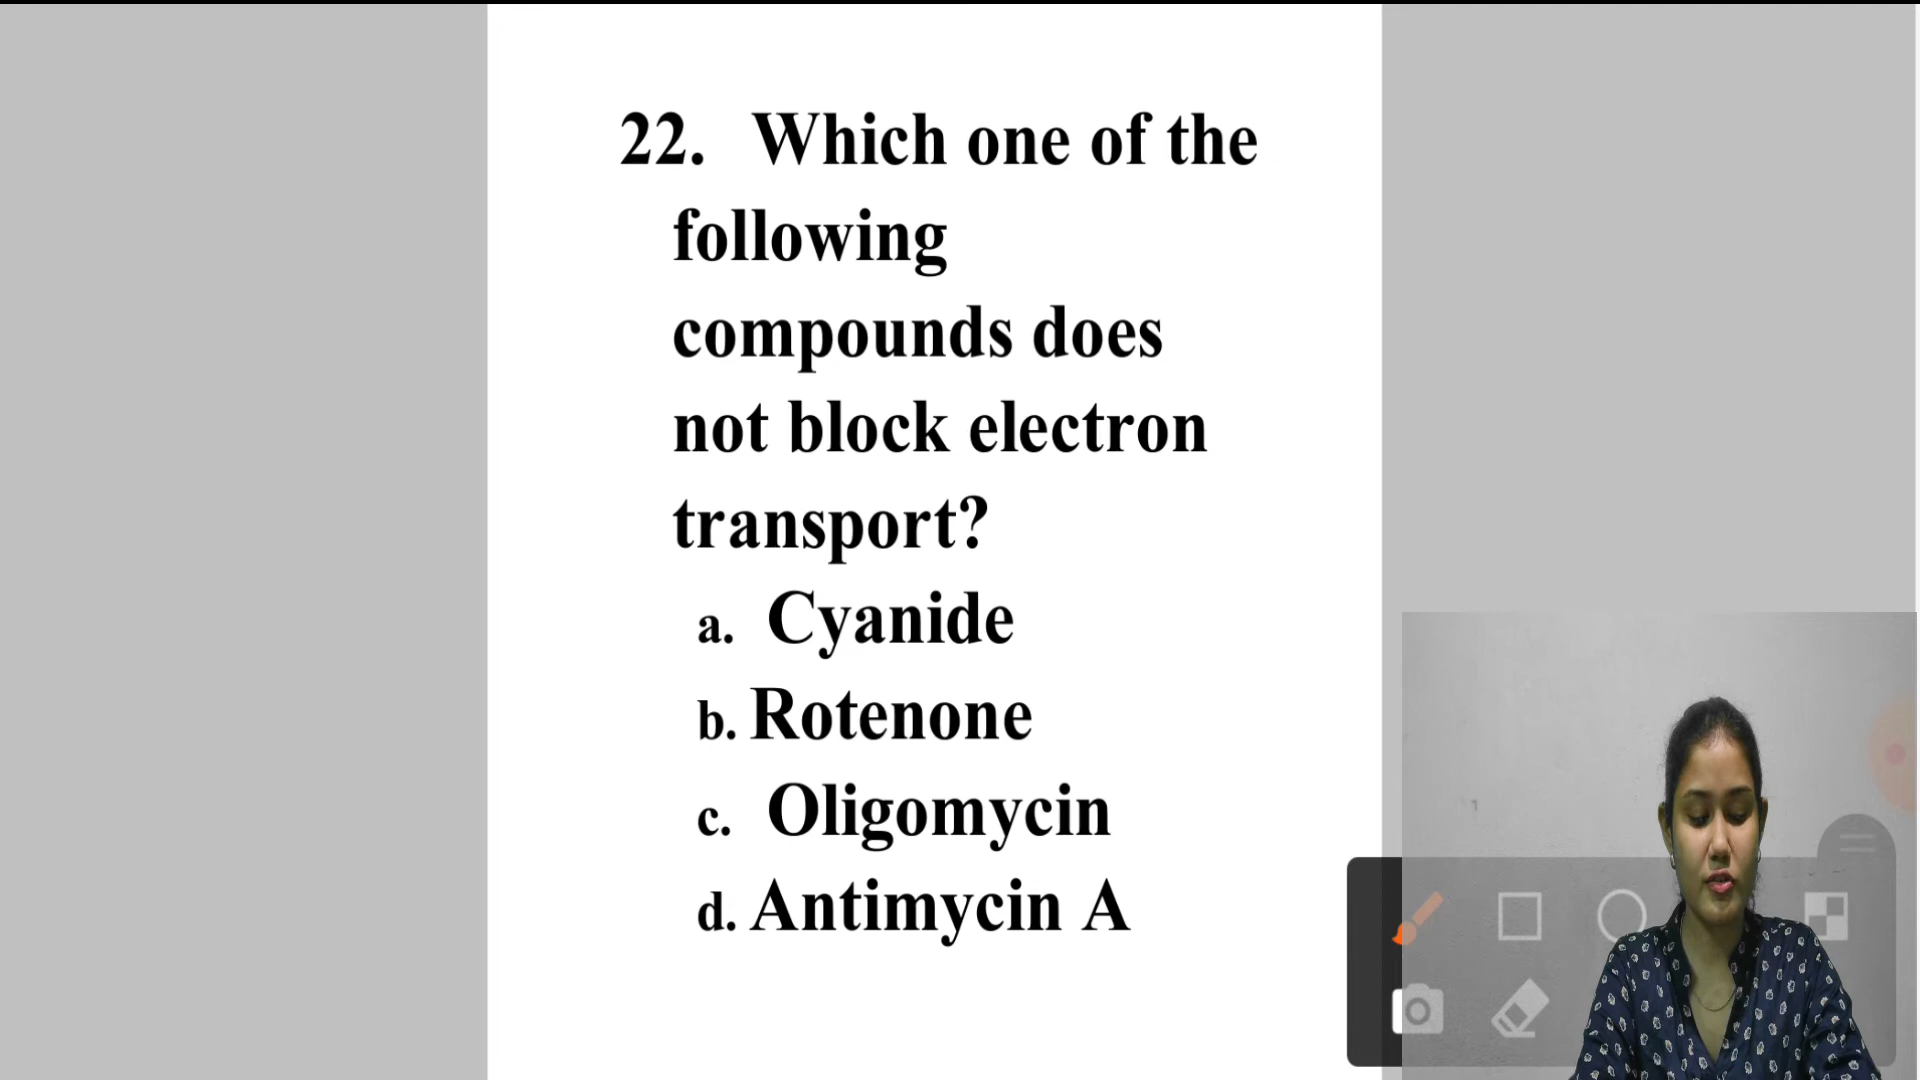 22. Which one of the
following
compounds does
not block electron
transport?
a. Cyanide
b. Rotenone
c. Oligomycin
d. Antimycin A